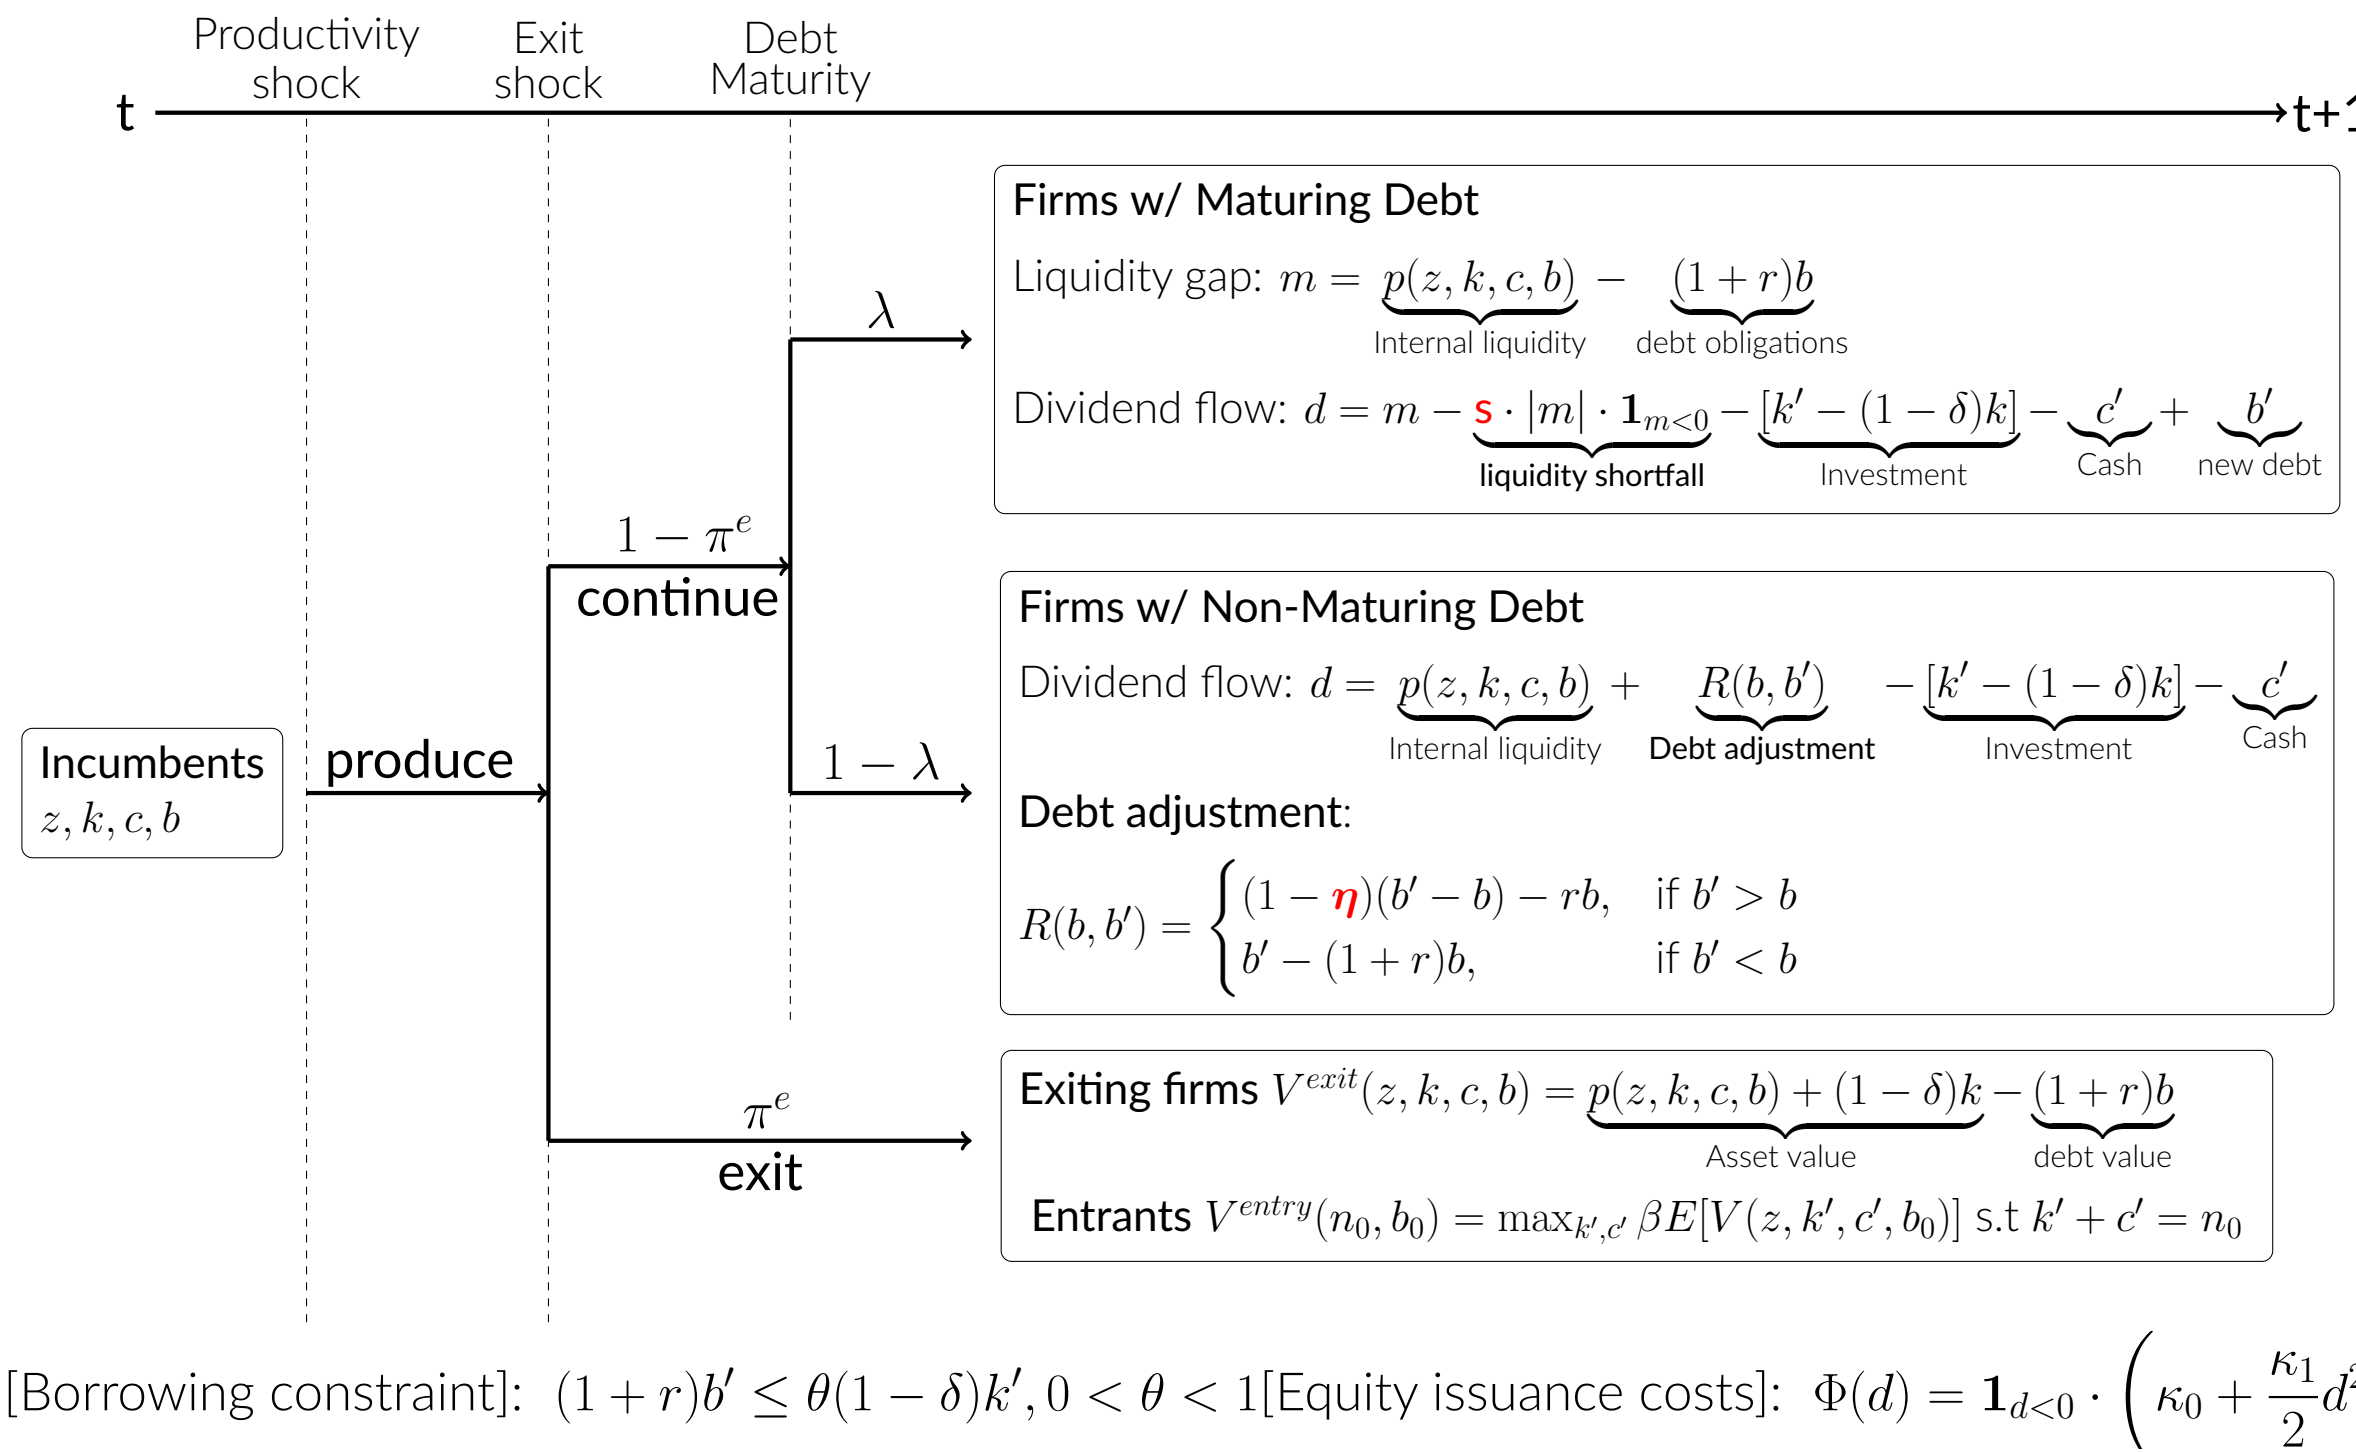 Productivity shock
Exit shock
Debt Maturity
t
t+1
Firms w/ Maturing Debt
Liquidity gap: m = p(z, k, c, b) − (1 + r)b
Internal liquidity
debt obligations
Dividend flow: d = m − s · |m| · 1_{m<0} − [k′ − (1 − δ)k] − c′ + b′
liquidity shortfall
Investment
Cash
new debt
λ
1 − π^e
continue
Firms w/ Non-Maturing Debt
Dividend flow: d = p(z, k, c, b) + R(b, b′) − [k′ − (1 − δ)k] − c′
Internal liquidity
Debt adjustment
Investment
Cash
Incumbents
z, k, c, b
produce
1 − λ
Debt adjustment:
R(b, b′) = { (1 − η)(b′ − b) − rb, if b′ > b
b′ − (1 + r)b, if b′ < b
π^e
exit
Exiting firms V^{exit}(z, k, c, b) = p(z, k, c, b) + (1 − δ)k − (1 + r)b
Asset value
debt value
Entrants V^{entry}(n_0, b_0) = max_{k′,c′} βE[V(z, k′, c′, b_0)] s.t k′ + c′ = n_0
[Borrowing constraint]: (1 + r)b′ ≤ θ(1 − δ)k′, 0 < θ < 1[Equity issuance costs]: Φ(d) = 1_{d<0} · (κ_0 + κ_1/2 d^2